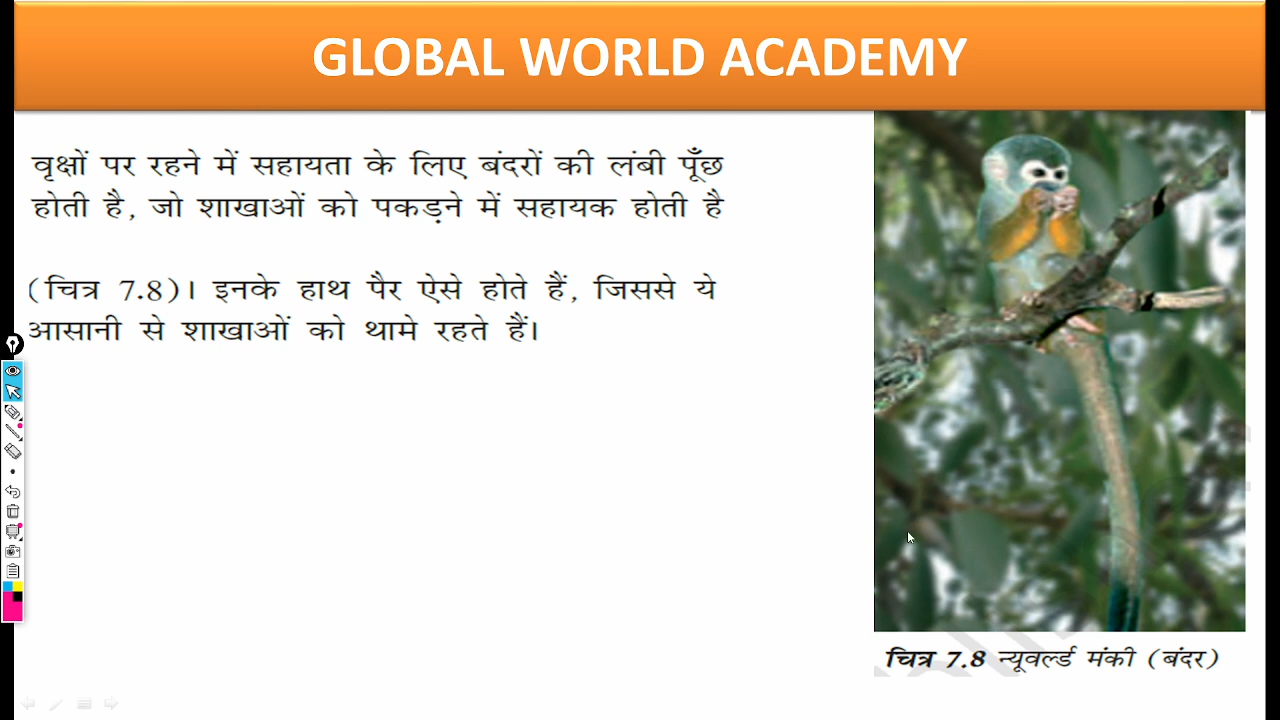 GLOBAL WORLD ACADEMY
वृक्षों पर रहने में सहायता के लिए बंदरों की लंबी पूँछ
होती है, जो शाखाओं को पकड़ने में सहायक होती है
(चित्र 7.8)। इनके हाथ पैर ऐसे होते हैं, जिससे ये
आसानी से शाखाओं को थामे रहते हैं।
चित्र 7.8 न्यूवर्ल्ड मंकी (बंदर)